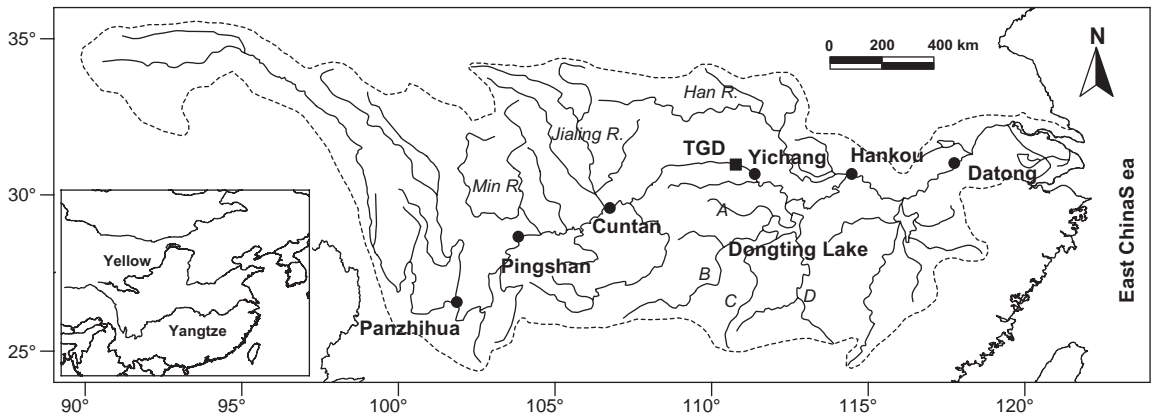 35°
30°
25°
0 200 400 km
N
Han R.
Jialing R.
TGD
Yichang
Hankou
Min R.
A
Datong
Cuntan
Dongting Lake
Pingshan
B
C
D
Panzhihua
East ChinaS ea
Yellow
Yangtze
90° 95° 100° 105° 110° 115° 120°